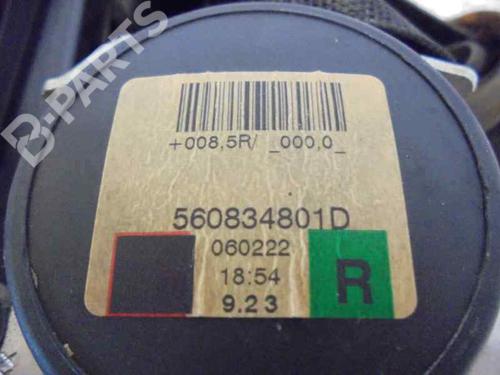 B-PARTS
+008,5R/ _000,0_
560834801D
060222
18:54
R
9.23